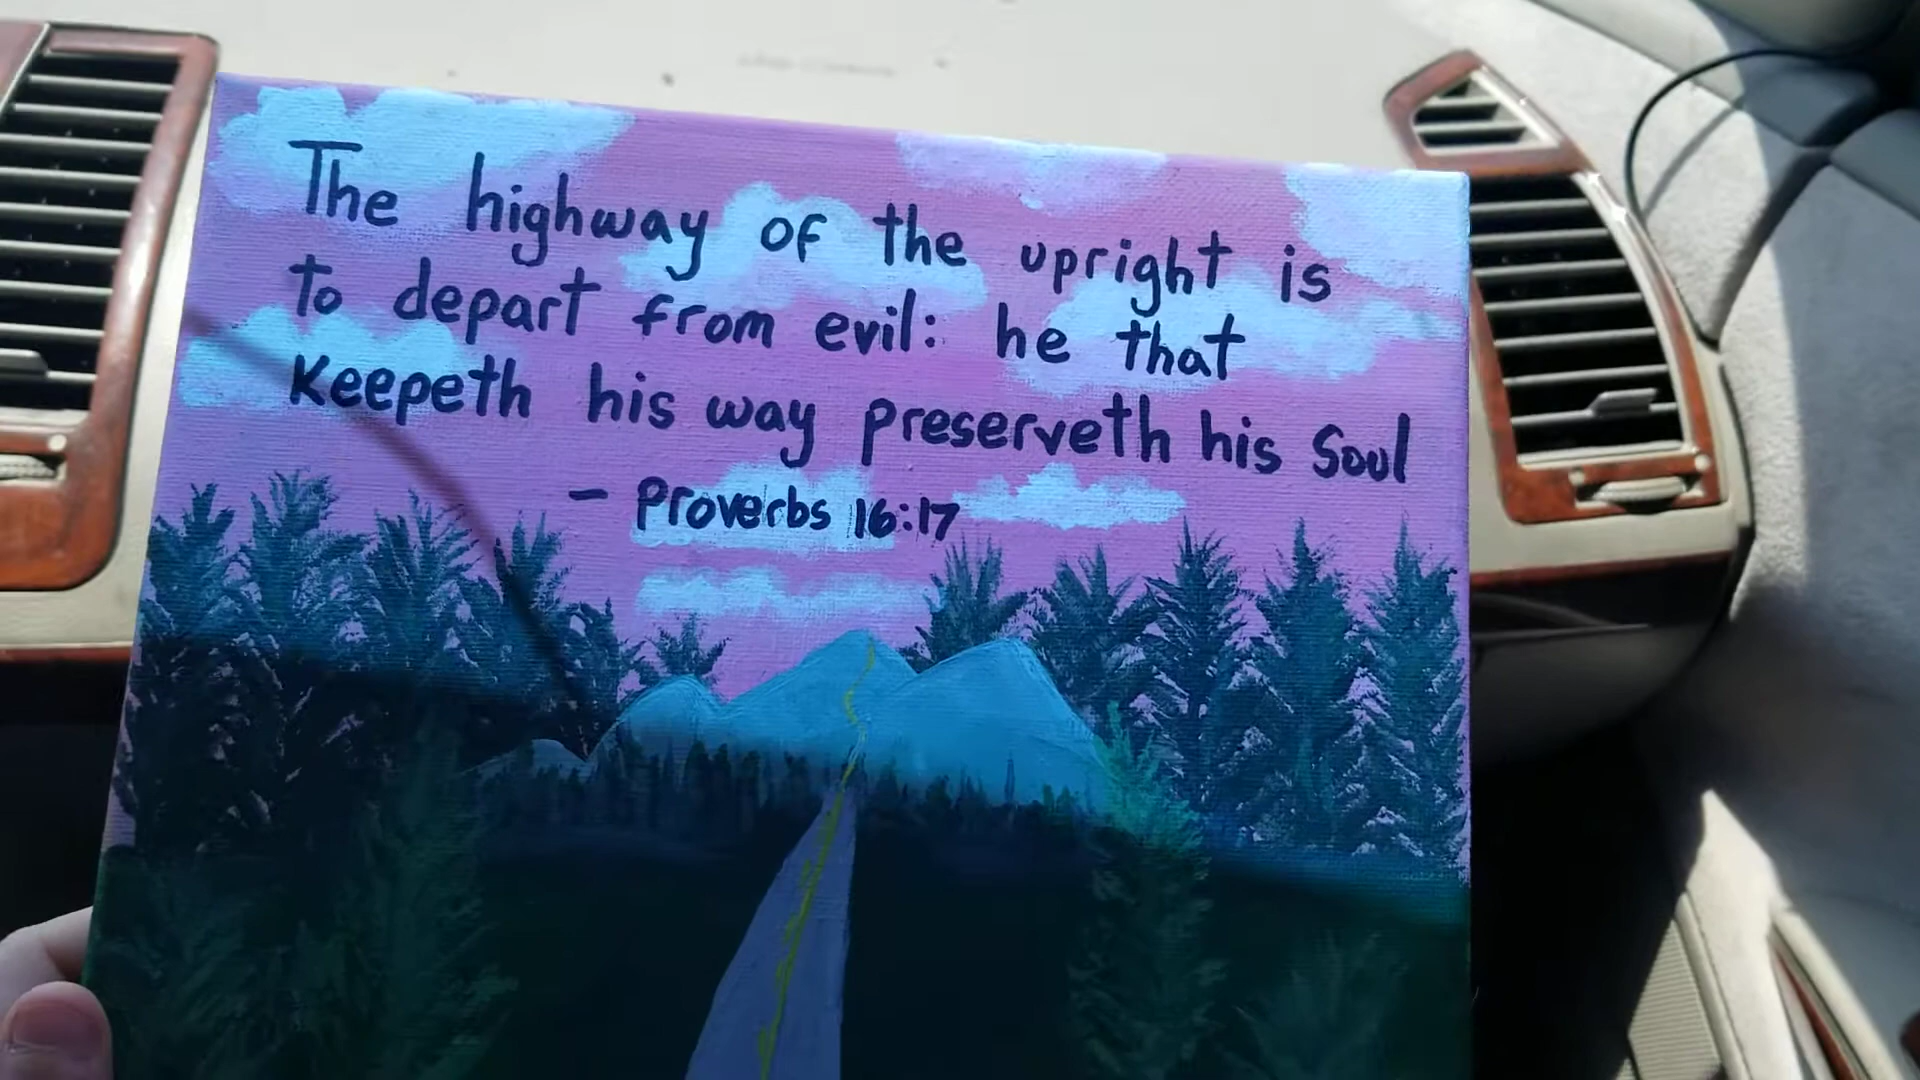 The highway of the upright is
to depart from evil: he that
Keepeth his way preserveth his Soul
- Proverbs 16:17